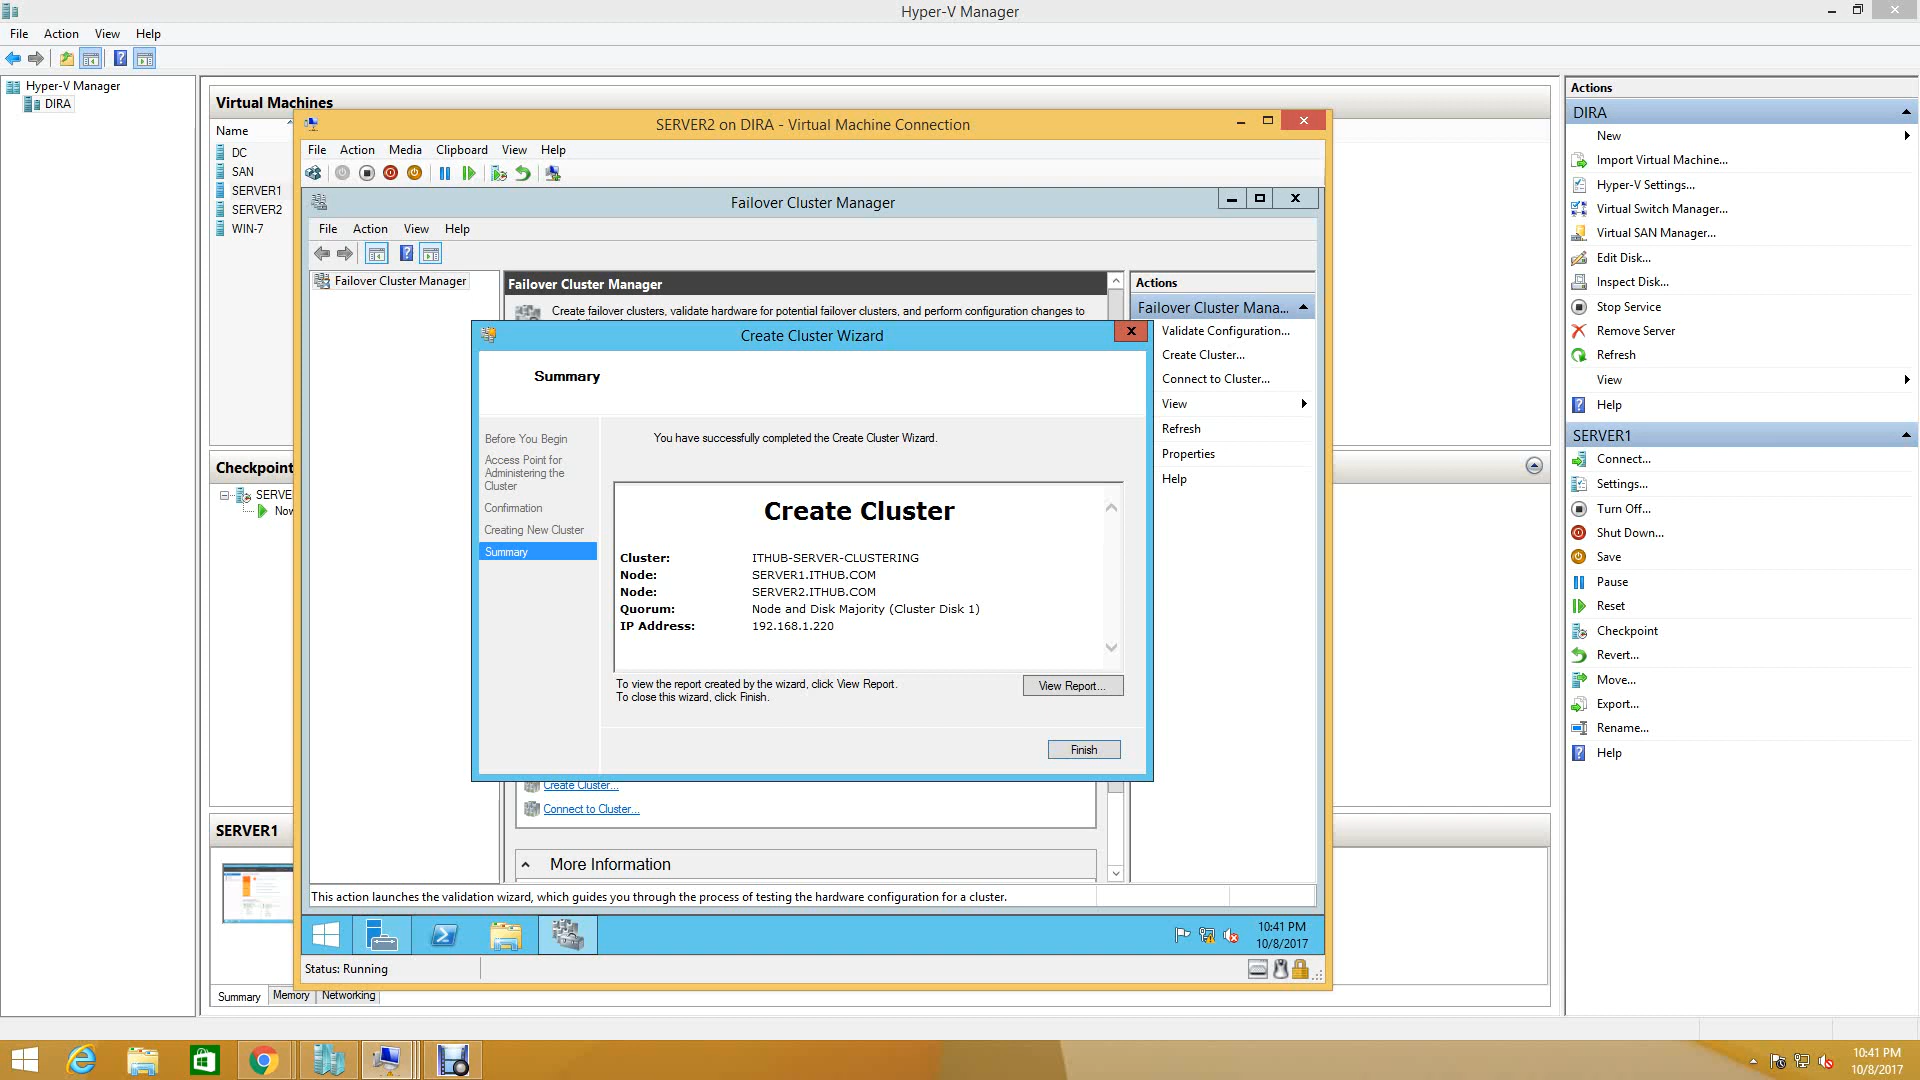 Hyper-V Manager
File Action View Help
Hyper-V Manager
DIRA
Virtual Machines
Name
DC
SAN
SERVER1
SERVER2
WIN-7
Checkpoint
SERVE
Nov
SERVER1
Summary Memory Networking
SERVER2 on DIRA - Virtual Machine Connection
File Action Media Clipboard View Help
Failover Cluster Manager
File Action View Help
Failover Cluster Manager
Failover Cluster Manager
Create failover clusters, validate hardware for potential failover clusters, and perform configuration changes to
Create Cluster Wizard
Summary
Before You Begin
Access Point for
Administering the
Cluster
Confirmation
Creating New Cluster
Summary
You have successfully completed the Create Cluster Wizard.
Create Cluster
Cluster: ITHUB-SERVER-CLUSTERING
Node: SERVER1.ITHUB.COM
Node: SERVER2.ITHUB.COM
Quorum: Node and Disk Majority (Cluster Disk 1)
IP Address: 192.168.1.220
To view the report created by the wizard, click View Report.
To close this wizard, click Finish.
View Report...
Finish
Create Cluster...
Connect to Cluster...
More Information
Actions
Failover Cluster Mana...
Validate Configuration...
Create Cluster...
Connect to Cluster...
View
Refresh
Properties
Help
This action launches the validation wizard, which guides you through the process of testing the hardware configuration for a cluster.
10:41 PM
10/8/2017
Status: Running
Actions
DIRA
New
Import Virtual Machine...
Hyper-V Settings...
Virtual Switch Manager...
Virtual SAN Manager...
Edit Disk...
Inspect Disk...
Stop Service
Remove Server
Refresh
View
Help
SERVER1
Connect...
Settings...
Turn Off...
Shut Down...
Save
Pause
Reset
Checkpoint
Revert...
Move...
Export...
Rename...
Help
10:41 PM
10/8/2017